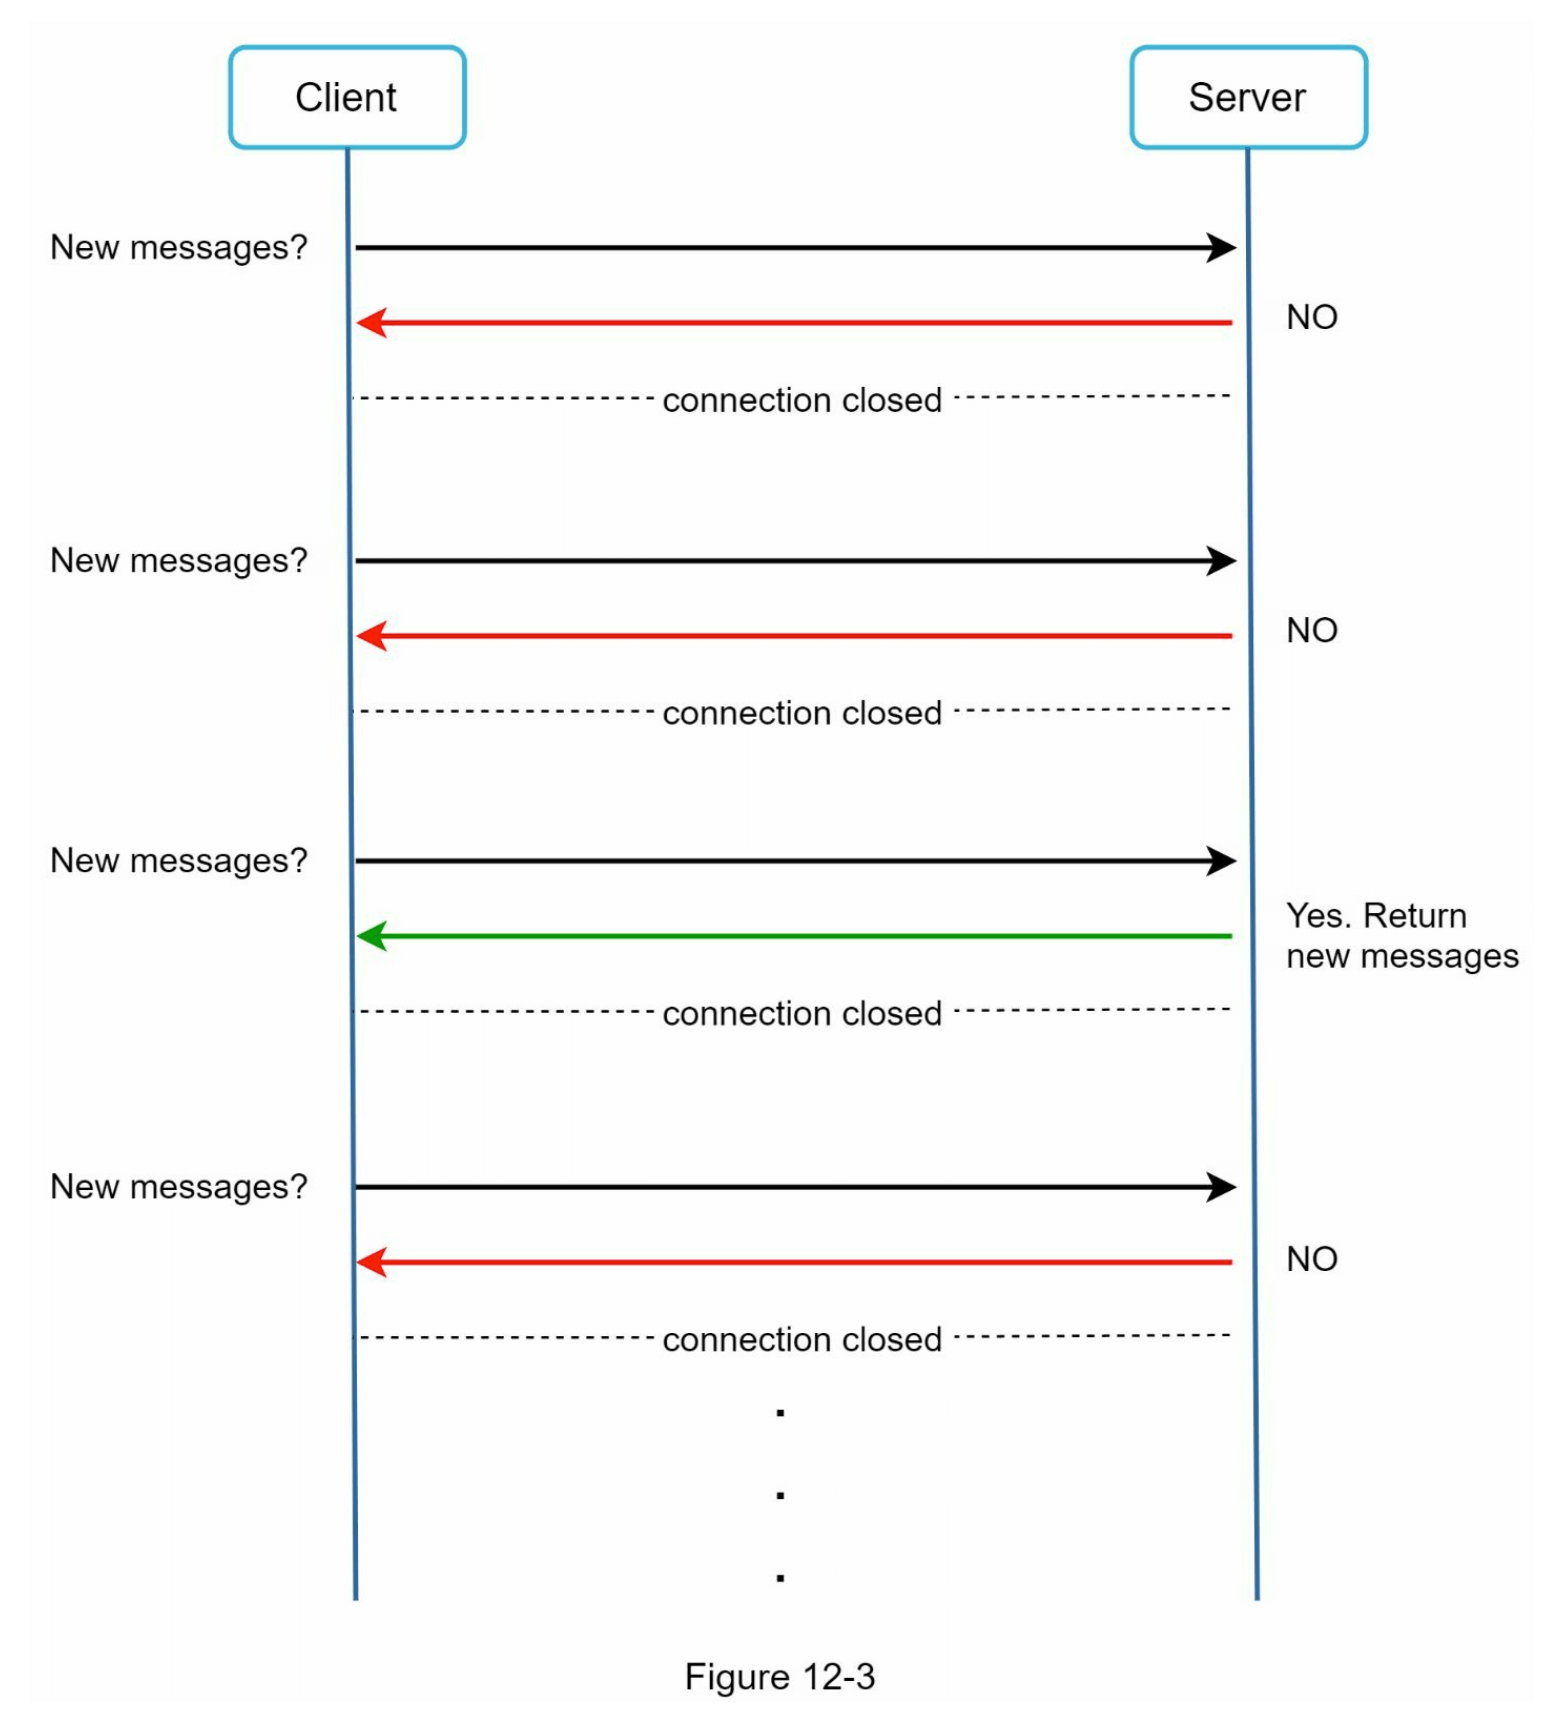 Client
Server
New messages?
NO
connection closed
New messages?
NO
connection closed
New messages?
Yes. Return
new messages
connection closed
New messages?
NO
connection closed
.
.
.
Figure 12-3